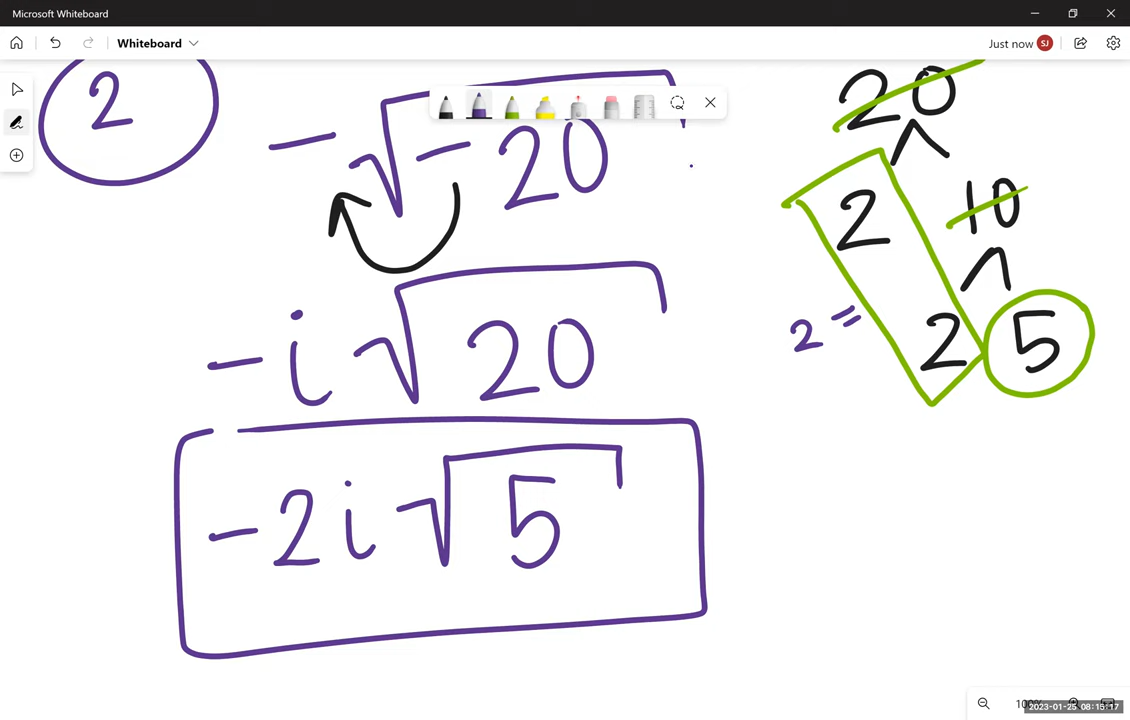 Microsoft Whiteboard
Whiteboard
Just now SJ
2
-√-20
-i√20
-2i√5
20
2 10
2 5
2 =
2023-01-25 08:15:17